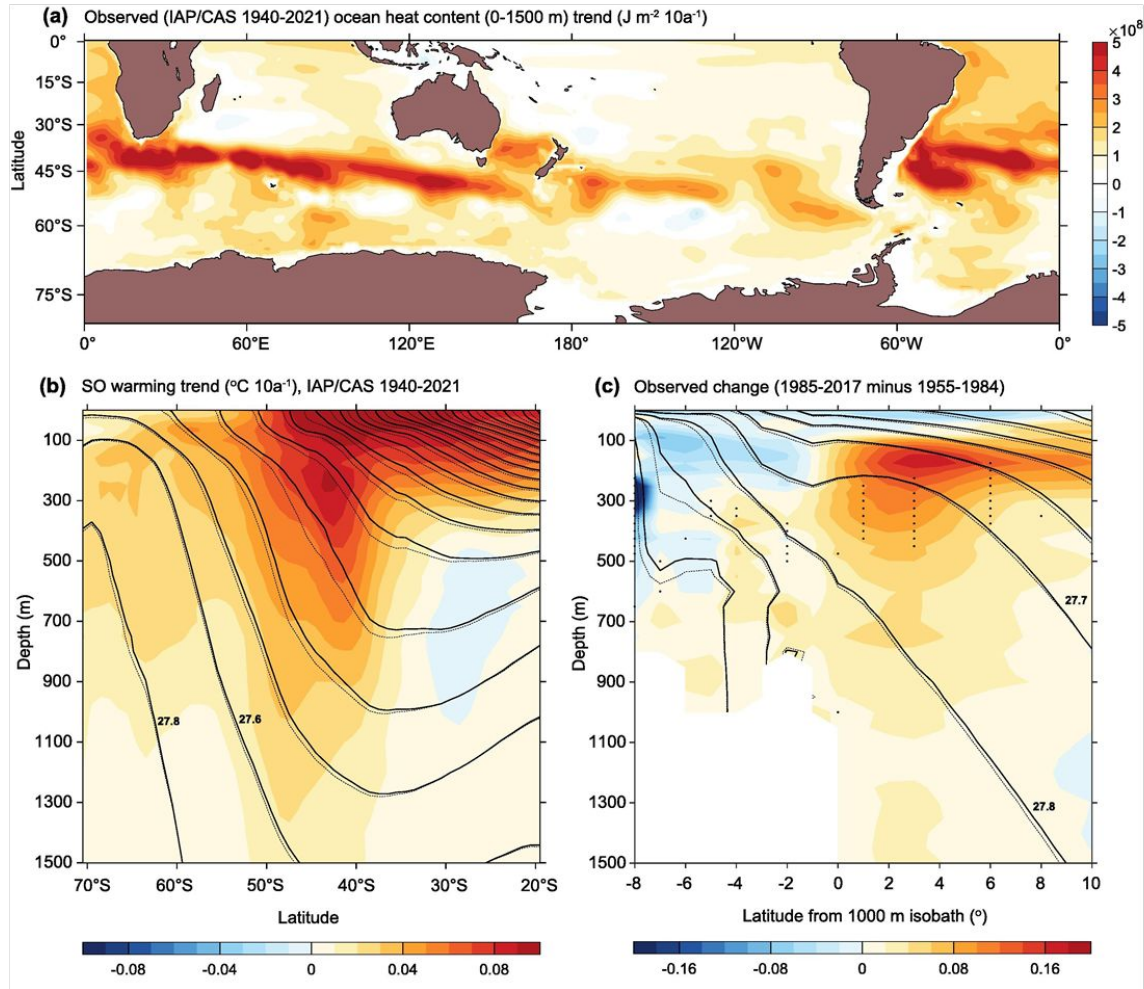 (a) Observed (IAP/CAS 1940-2021) ocean heat content (0-1500 m) trend (J m⁻² 10a⁻¹)
×10⁸
Latitude
0°
15°S
30°S
45°S
60°S
75°S
0° 60°E 120°E 180° 120°W 60°W 0°
5
4
3
2
1
0
-1
-2
-3
-4
-5
(b) SO warming trend (°C 10a⁻¹), IAP/CAS 1940-2021
Depth (m)
100
300
500
700
900
1100
1300
1500
27.8
27.6
70°S 60°S 50°S 40°S 30°S 20°S
Latitude
-0.08 -0.04 0 0.04 0.08
(c) Observed change (1985-2017 minus 1955-1984)
Depth (m)
100
300
500
700
900
1100
1300
1500
27.7
27.8
-8 -6 -4 -2 0 2 4 6 8 10
Latitude from 1000 m isobath (°)
-0.16 -0.08 0 0.08 0.16